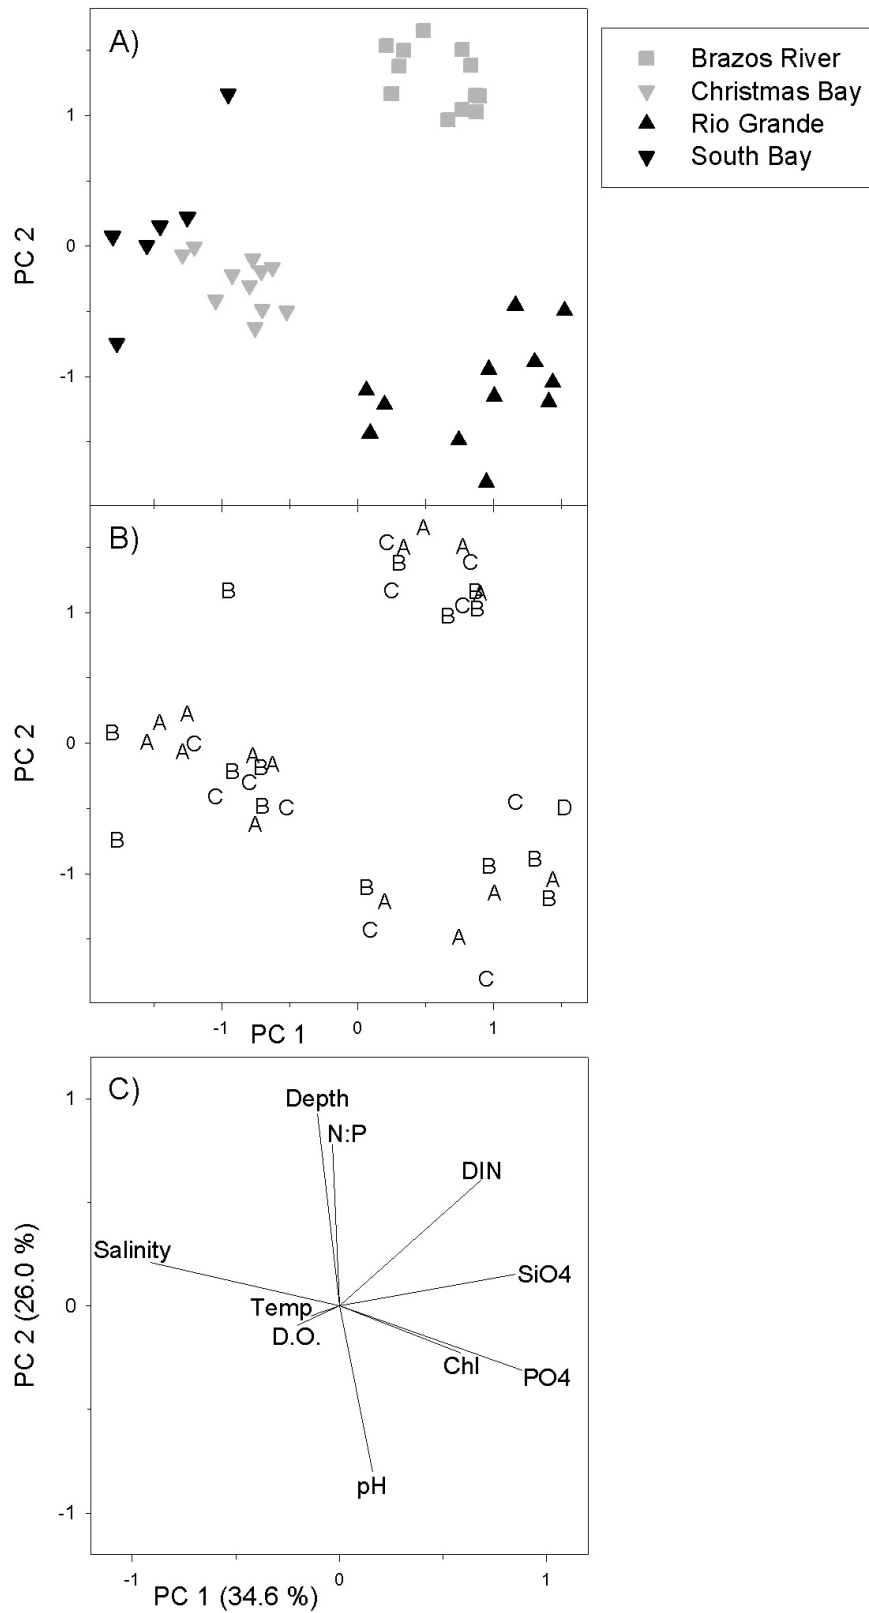 A)
Brazos River
Christmas Bay
Rio Grande
South Bay
1
0
-1
PC 2
B)
A
C A A
B C
B C B A
C B
B
A
B A
A A C A
B B A
C C
B C
A
B
C D
B B
A
B A B
A
C A
C
1
0
-1
PC 2
-1 0 1
PC 1
C)
Depth
N:P
DIN
Salinity
SiO4
Temp
D.O.
Chl
PO4
pH
1
0
-1
PC 2 (26.0 %)
-1 0 1
PC 1 (34.6 %)